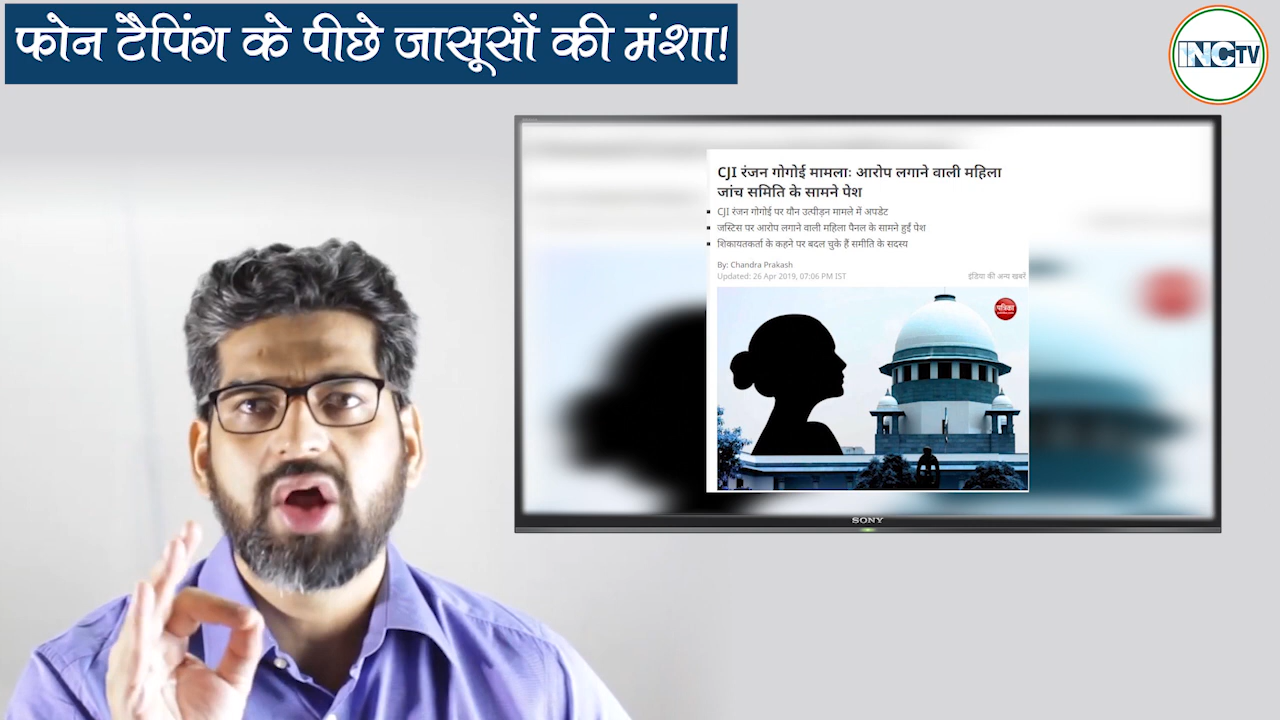 फोन टैपिंग के पीछे जासूसों की मंशा!
INCTV
CJI रंजन गोगोई मामलाः आरोप लगाने वाली महिला
जांच समिति के सामने पेश
CJI रंजन गोगोई पर यौन उत्पीड़न मामले में अपडेट
जस्टिस पर आरोप लगाने वाली महिला पैनल के सामने हुईं पेश
शिकायतकर्ता के कहने पर बदल चुके हैं समीति के सदस्य
By: Chandra Prakash
Updated: 26 Apr 2019, 07:06 PM IST
इंडिया की अन्य खबरें
पत्रिका
SONY